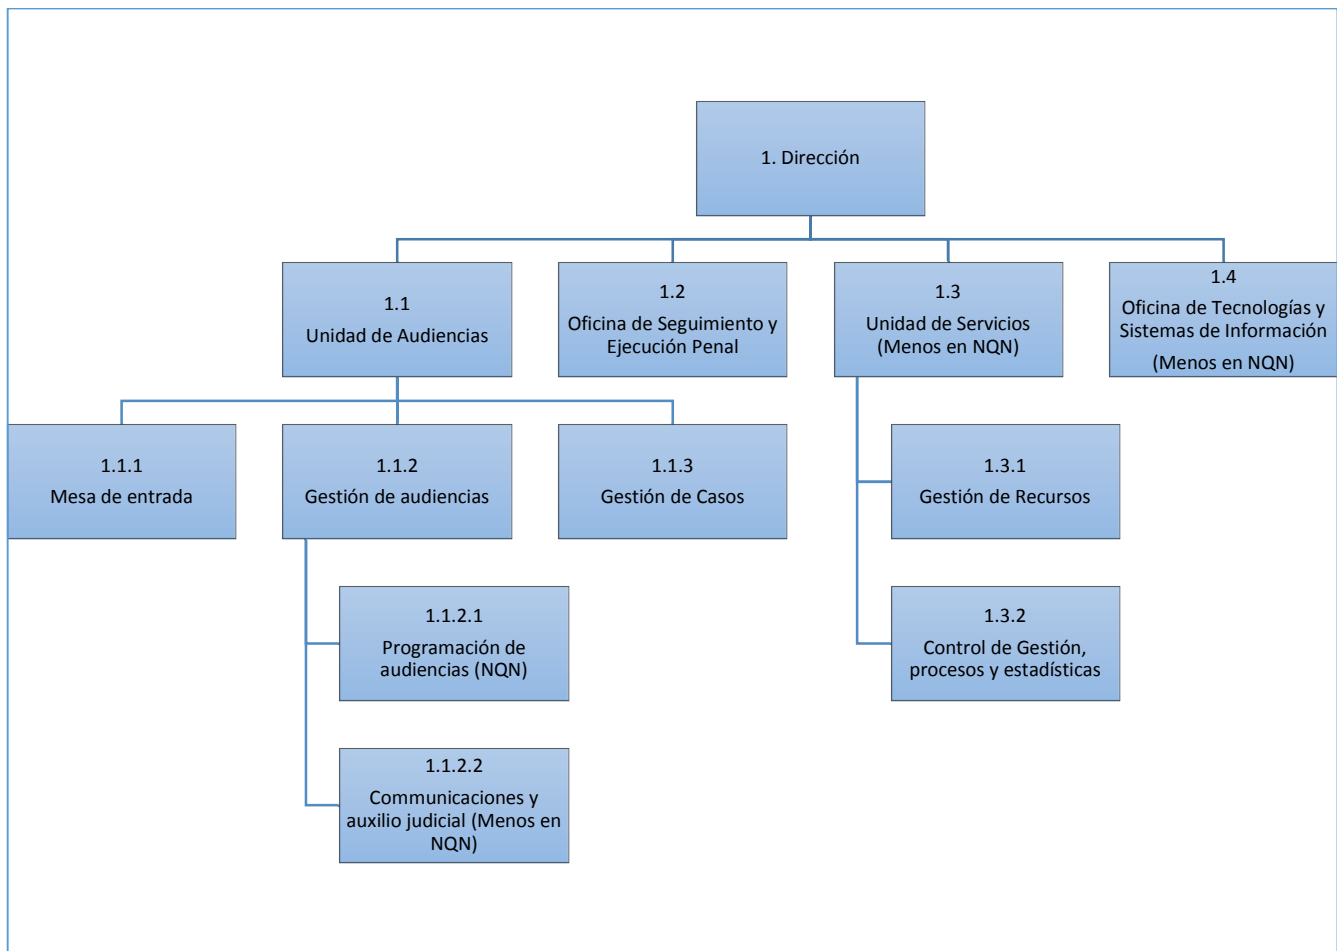 1. Dirección
1.1
Unidad de Audiencias
1.2
Oficina de Seguimiento y
Ejecución Penal
1.3
Unidad de Servicios
(Menos en NQN)
1.4
Oficina de Tecnologías y
Sistemas de Información
(Menos en NQN)
1.1.1
Mesa de entrada
1.1.2
Gestión de audiencias
1.1.3
Gestión de Casos
1.3.1
Gestión de Recursos
1.1.2.1
Programación de
audiencias (NQN)
1.3.2
Control de Gestión,
procesos y estadísticas
1.1.2.2
Communicaciones y
auxilio judicial (Menos en
NQN)